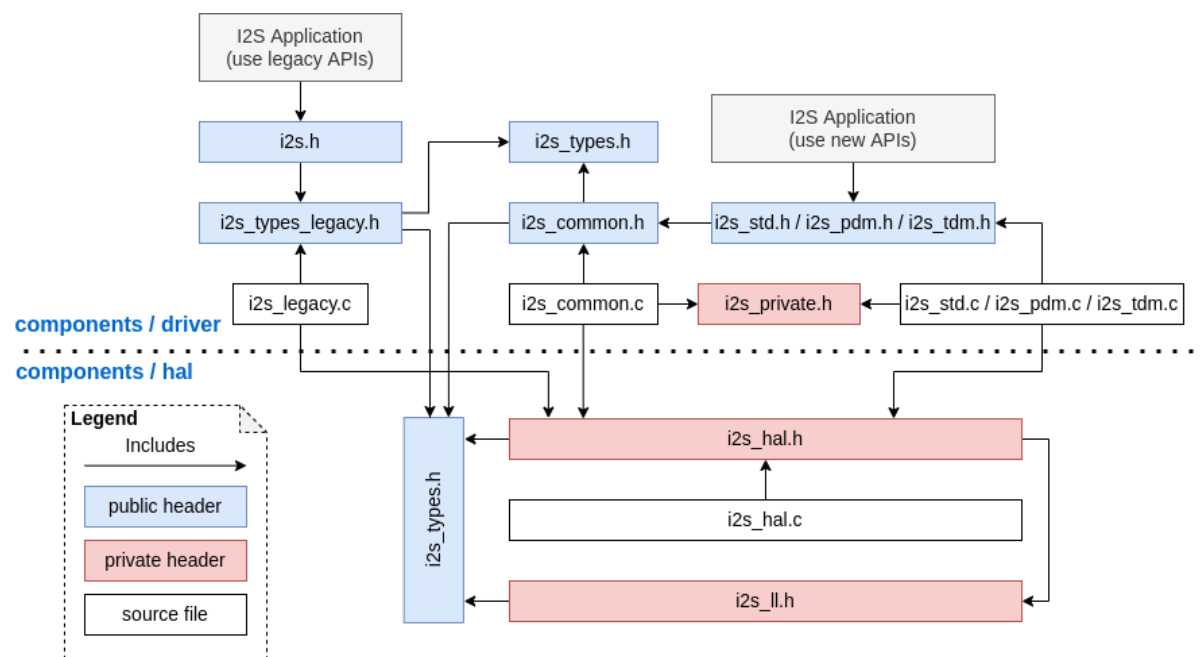 I2S Application
(use legacy APIs)
I2S Application
(use new APIs)
i2s.h
i2s_types.h
i2s_types_legacy.h
i2s_common.h
i2s_std.h / i2s_pdm.h / i2s_tdm.h
i2s_legacy.c
i2s_common.c
i2s_private.h
i2s_std.c / i2s_pdm.c / i2s_tdm.c
components / driver
components / hal
Legend
Includes
public header
private header
source file
i2s_types.h
i2s_hal.h
i2s_hal.c
i2s_ll.h